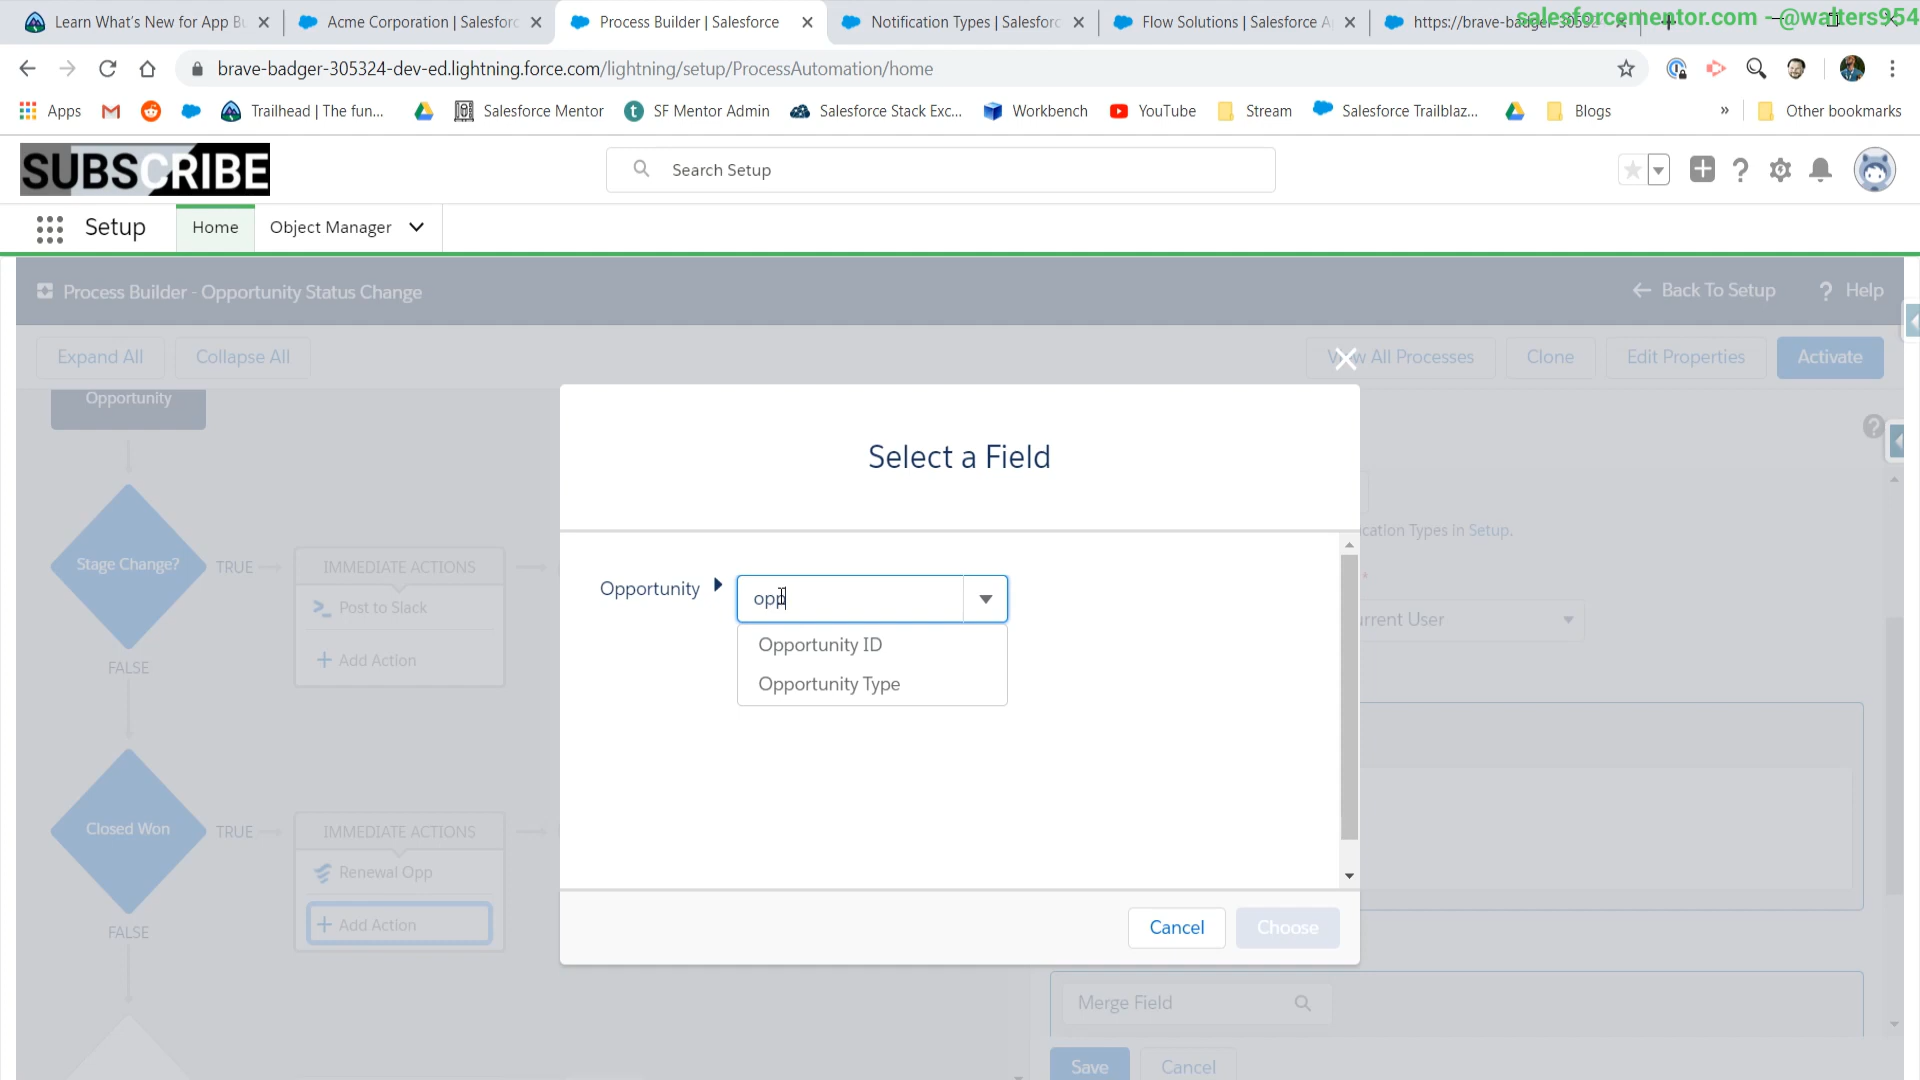 Learn What's New for App Bu
Acme Corporation | Salesforc
Process Builder | Salesforce
Notification Types | Salesforc
Flow Solutions | Salesforce A
https://brave-badger-30532
salesforcementor.com - @walters954
brave-badger-305324-dev-ed.lightning.force.com/lightning/setup/ProcessAutomation/home
Apps
Trailhead | The fun...
Salesforce Mentor
SF Mentor Admin
Salesforce Stack Exc...
Workbench
YouTube
Stream
Salesforce Trailblaz...
Blogs
»
Other bookmarks
SUBSCRIBE
Search Setup
Setup
Home
Object Manager
Process Builder - Opportunity Status Change
Back To Setup
? Help
Expand All
Collapse All
View All Processes
Clone
Edit Properties
Activate
Opportunity
Select a Field
Stage Change?
TRUE
IMMEDIATE ACTIONS
Post to Slack
+ Add Action
FALSE
Opportunity
opp
Opportunity ID
Opportunity Type
cation Types in Setup.
rrent User
Closed Won
TRUE
IMMEDIATE ACTIONS
Renewal Opp
+ Add Action
FALSE
Cancel
Choose
Merge Field
Save
Cancel